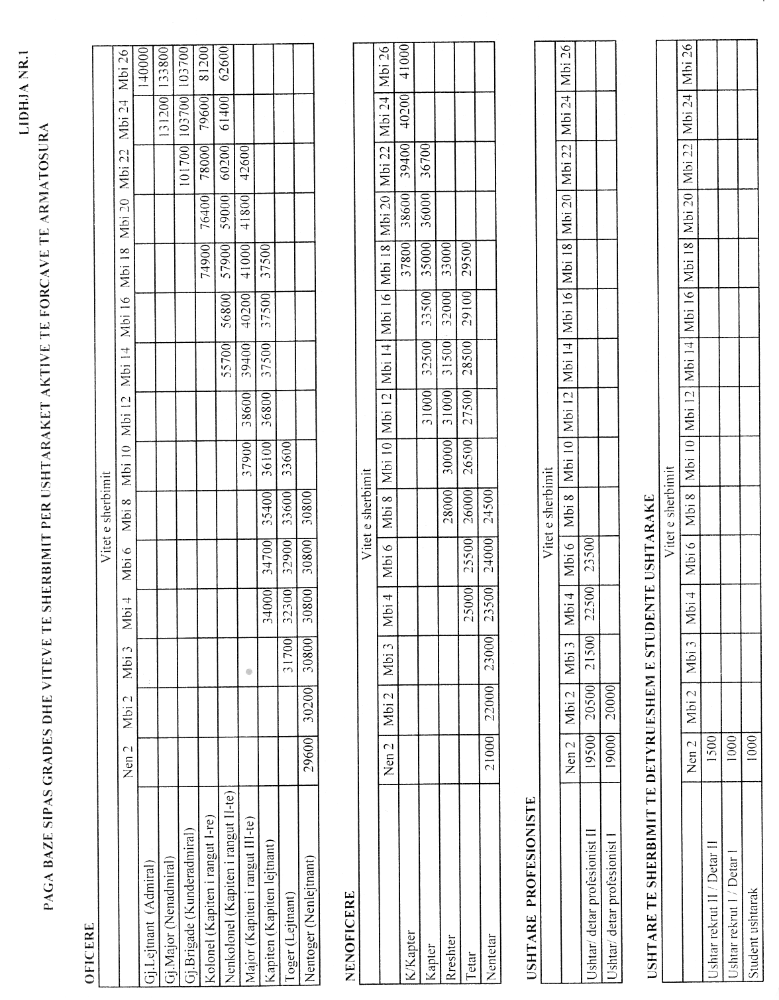 LIDHJA NR.1
PAGA BAZE SIPAS GRADES DHE VITEVE TE SHERBIMIT PER USHTARAKET AKTIVE TE FORCAVE TE ARMATOSURA
OFICERE
Vitet e sherbimit
Nen 2 Mbi 2 Mbi 3 Mbi 4 Mbi 6 Mbi 8 Mbi 10 Mbi 12 Mbi 14 Mbi 16 Mbi 18 Mbi 20 Mbi 22 Mbi 24 Mbi 26
Gj.Lejtnant (Admiral) 140000
Gj.Major (Nenadmiral) 131200 133800
Gj.Brigade (Kunderadmiral) 101700 103700 103700
Kolonel (Kapiten i rangut I-re) 74900 76400 78000 79600 81200
Nenkolonel (Kapiten i rangut II-te) 55700 56800 57900 59000 60200 61400 62600
Major (Kapiten i rangut III-te) 37900 38600 39400 40200 41000 41800 42600
Kapiten (Kapiten lejtnant) 34000 34700 35400 36100 36800 37500 37500 37500
Toger (Lejtnant) 31700 32300 32900 33600 33600
Nentoger (Nenlejtnant) 29600 30200 30800 30800 30800 30800
NENOFICERE
Vitet e sherbimit
Nen 2 Mbi 2 Mbi 3 Mbi 4 Mbi 6 Mbi 8 Mbi 10 Mbi 12 Mbi 14 Mbi 16 Mbi 18 Mbi 20 Mbi 22 Mbi 24 Mbi 26
K/Kapter 37800 38600 39400 40200 41000
Kapter 31000 32500 33500 35000 36000 36700
Rreshter 28000 30000 31000 31500 32000 33000
Tetar 25000 25500 26000 26500 27500 28500 29100 29500
Nentetar 21000 22000 23000 23500 24000 24500
USHTARE PROFESIONISTE
Vitet e sherbimit
Nen 2 Mbi 2 Mbi 3 Mbi 4 Mbi 6 Mbi 8 Mbi 10 Mbi 12 Mbi 14 Mbi 16 Mbi 18 Mbi 20 Mbi 22 Mbi 24 Mbi 26
Ushtar/ detar profesionist II 19500 20500 21500 22500 23500
Ushtar/ detar profesionist I 19000 20000
USHTARE TE SHERBIMIT TE DETYRUESHEM E STUDENTE USHTARAKE
Vitet e sherbimit
Nen 2 Mbi 2 Mbi 3 Mbi 4 Mbi 6 Mbi 8 Mbi 10 Mbi 12 Mbi 14 Mbi 16 Mbi 18 Mbi 20 Mbi 22 Mbi 24 Mbi 26
Ushtar rekrut II / Detar II 1500
Ushtar rekrut I / Detar I 1000
Student ushtarak 1000